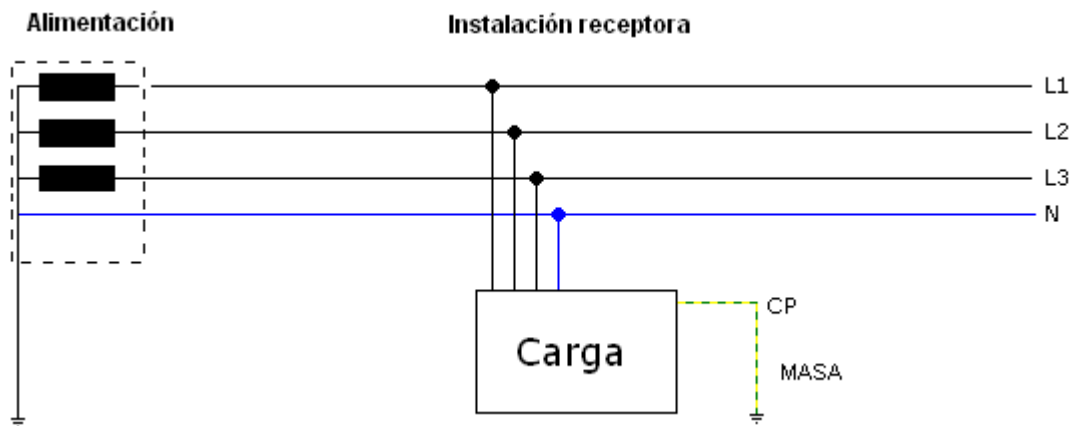 Alimentación
Instalación receptora
L1
L2
L3
N
CP
Carga
MASA